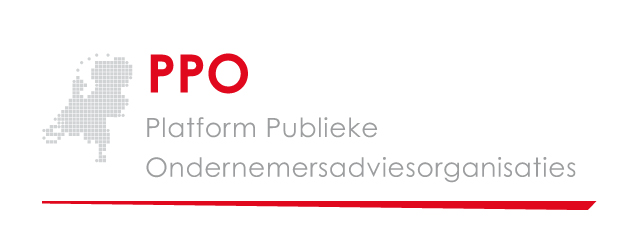 PPO
Platform Publieke
Ondernemersadviesorganisaties